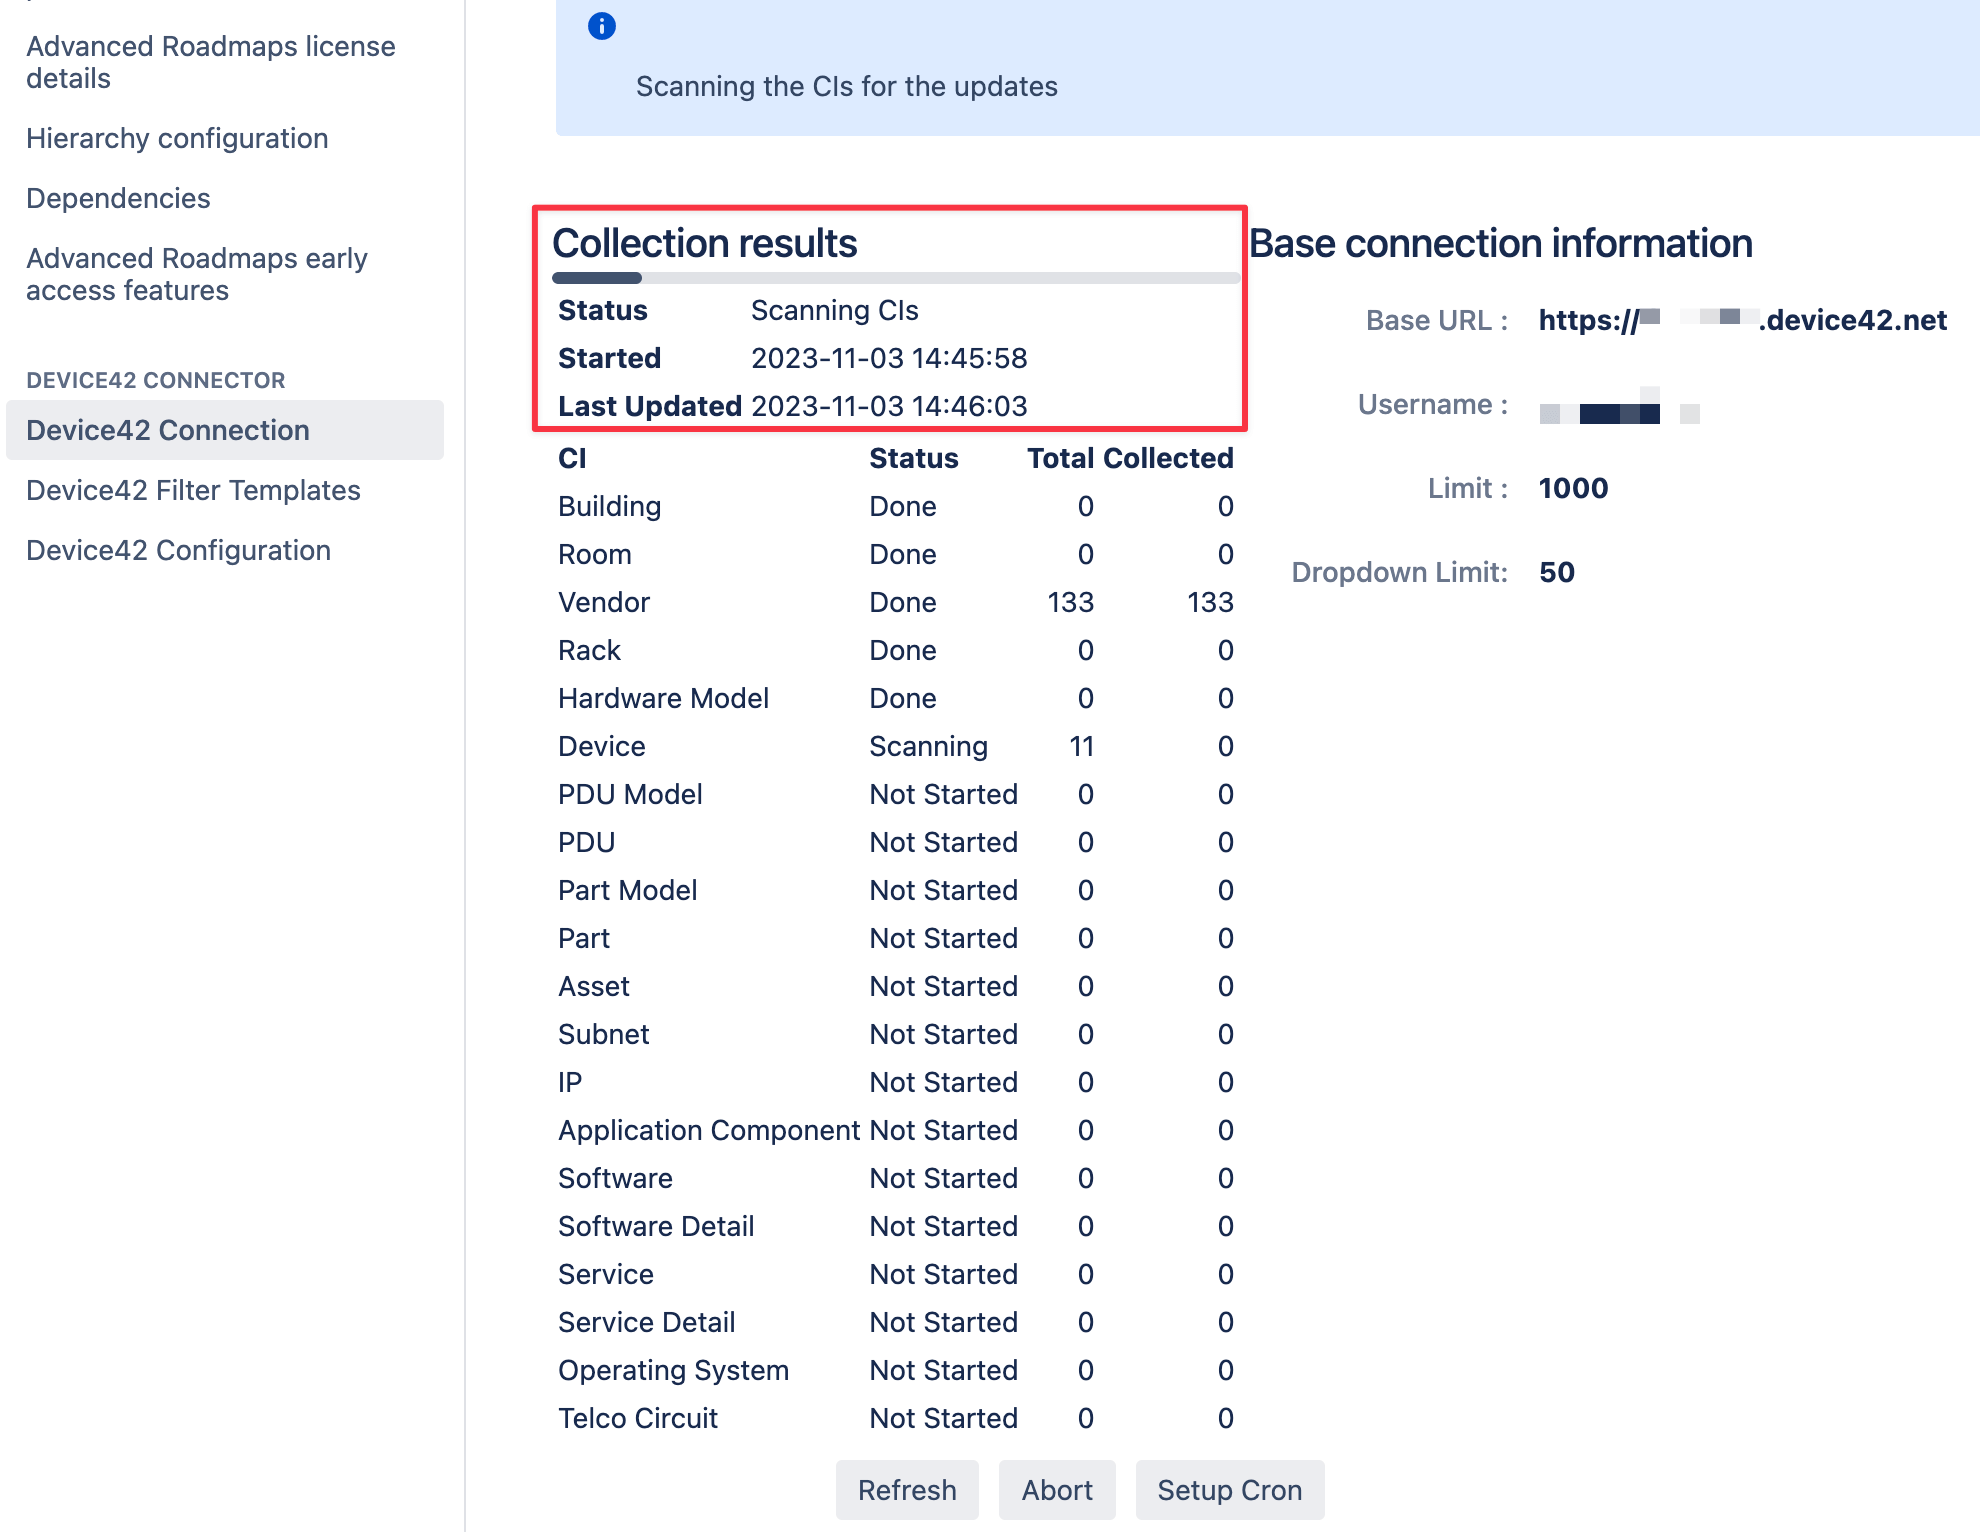 Advanced Roadmaps license
details
Hierarchy configuration
Dependencies
Advanced Roadmaps early
access features
DEVICE42 CONNECTOR
Device42 Connection
Device42 Filter Templates
Device42 Configuration
Scanning the CIs for the updates
Collection results
Status Scanning CIs
Started 2023-11-03 14:45:58
Last Updated 2023-11-03 14:46:03
CI Status Total Collected
Building Done 0 0
Room Done 0 0
Vendor Done 133 133
Rack Done 0 0
Hardware Model Done 0 0
Device Scanning 11 0
PDU Model Not Started 0 0
PDU Not Started 0 0
Part Model Not Started 0 0
Part Not Started 0 0
Asset Not Started 0 0
Subnet Not Started 0 0
IP Not Started 0 0
Application Component Not Started 0 0
Software Not Started 0 0
Software Detail Not Started 0 0
Service Not Started 0 0
Service Detail Not Started 0 0
Operating System Not Started 0 0
Telco Circuit Not Started 0 0
Refresh Abort Setup Cron
Base connection information
Base URL : https:// .device42.net
Username :
Limit : 1000
Dropdown Limit: 50